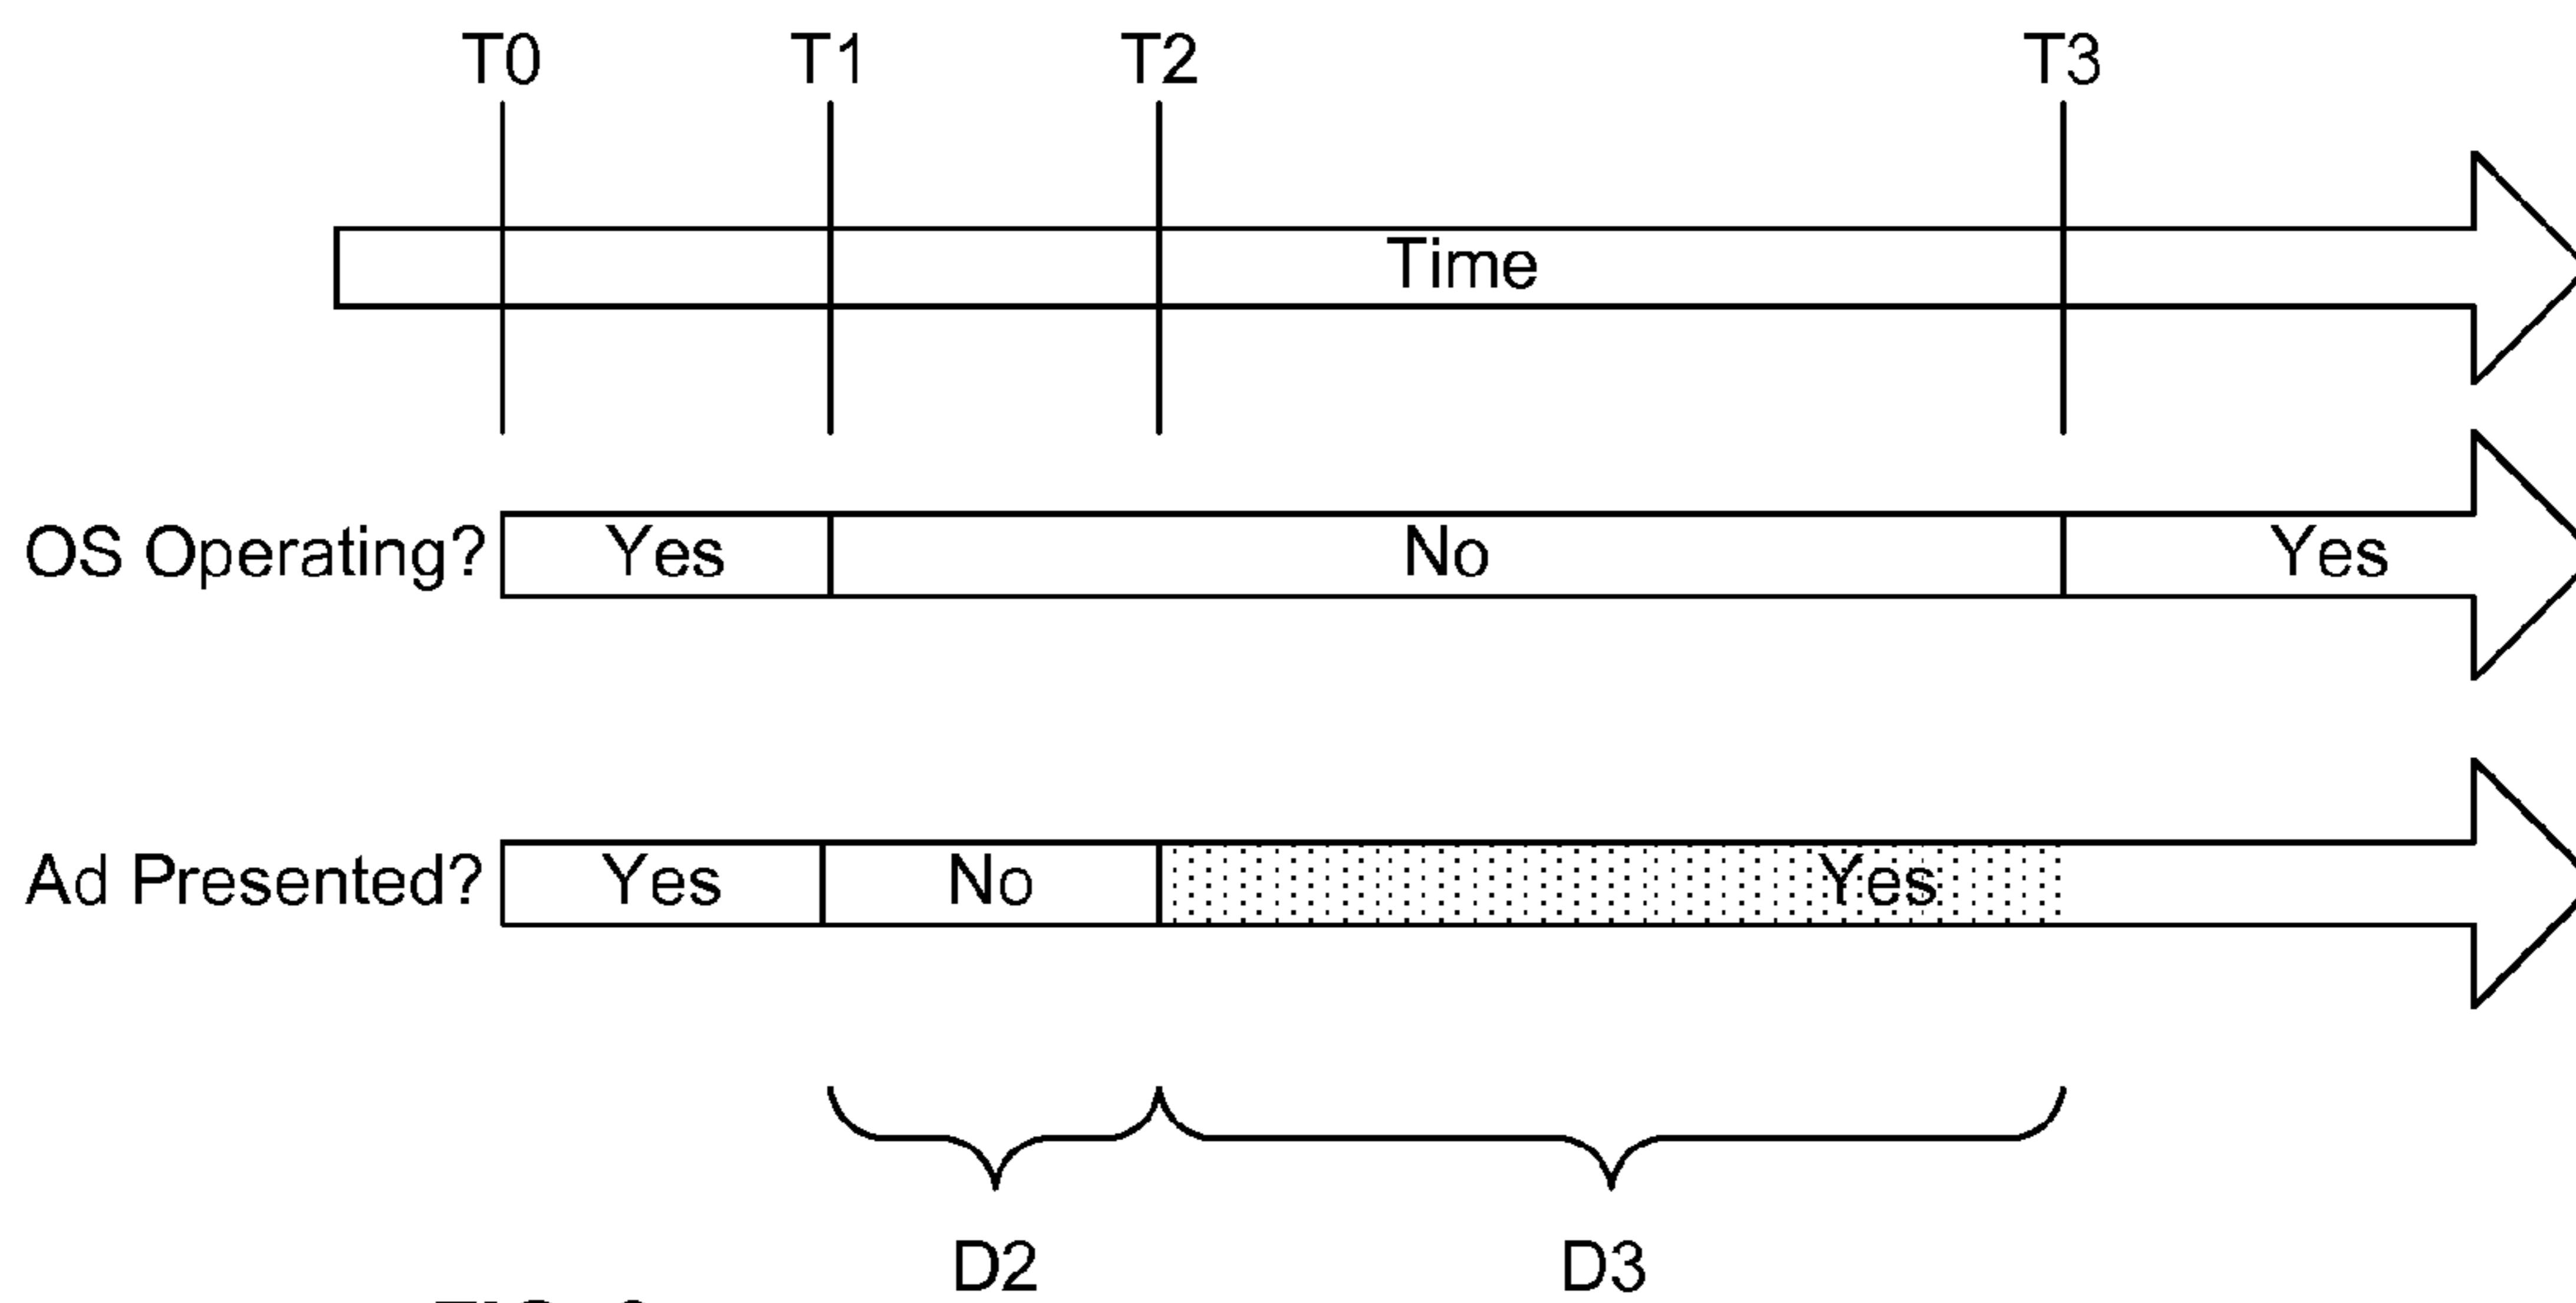 T0 T1 T2 T3
Time
OS Operating? Yes No Yes
Ad Presented? Yes No Yes
D2 D3